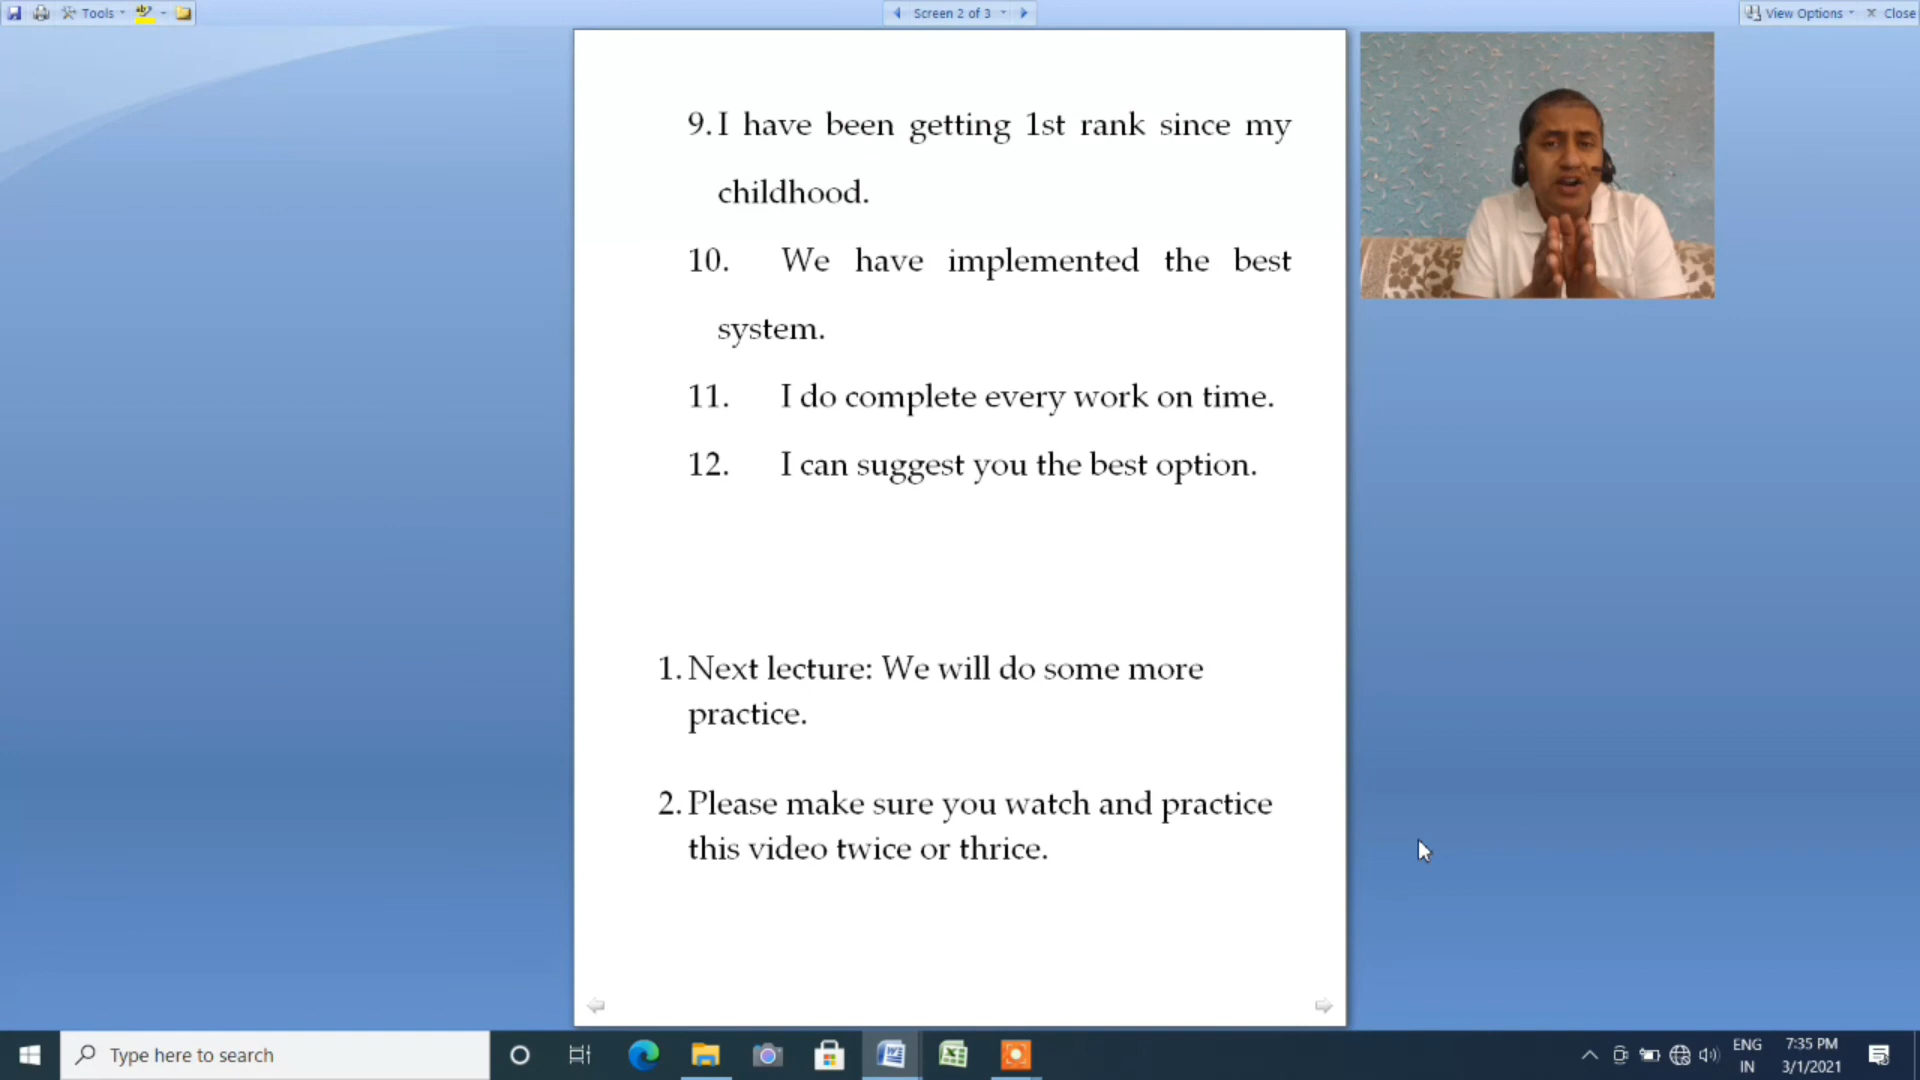 Tools
Screen 2 of 3
View Options
Close
9. I have been getting 1st rank since my
childhood.
10. We have implemented the best
system.
11. I do complete every work on time.
12. I can suggest you the best option.
1. Next lecture: We will do some more
practice.
2. Please make sure you watch and practice
this video twice or thrice.
Type here to search
ENG
IN
7:35 PM
3/1/2021